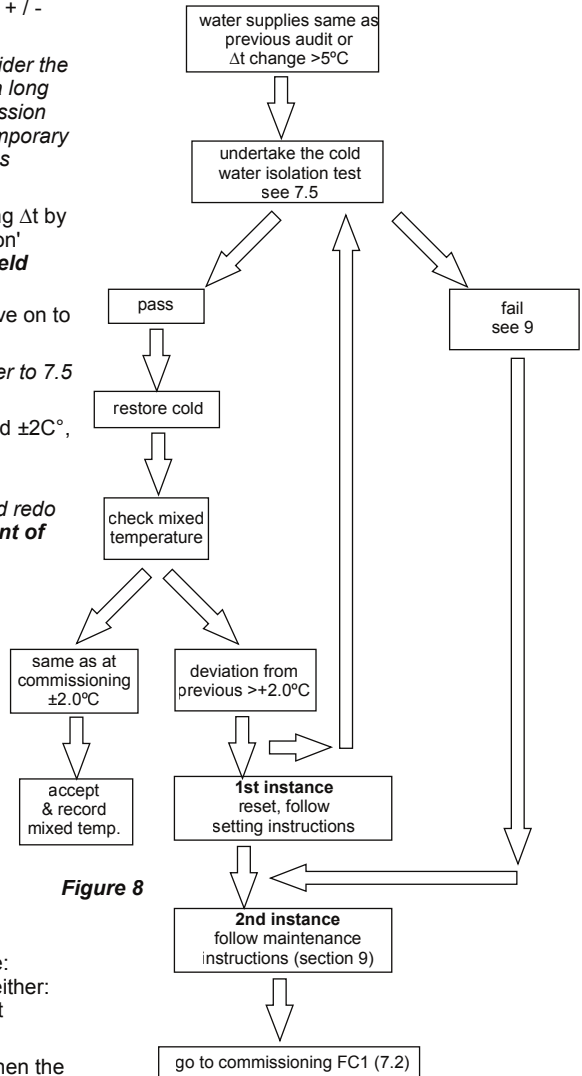 + / -
ider the
a long
ession
mporary
s
ng Δt by
on'
eld
ve on to
er to 7.5
d ±2C°,
d redo
nt of
e:
either:
t
hen the
water supplies same as
previous audit or
Δt change >5ºC
undertake the cold
water isolation test
see 7.5
pass
fail
see 9
restore cold
check mixed
temperature
same as at
commissioning
±2.0ºC
deviation from
previous >+2.0ºC
accept
& record
mixed temp.
1st instance
reset, follow
setting instructions
Figure 8
2nd instance
follow maintenance
instructions (section 9)
go to commissioning FC1 (7.2)